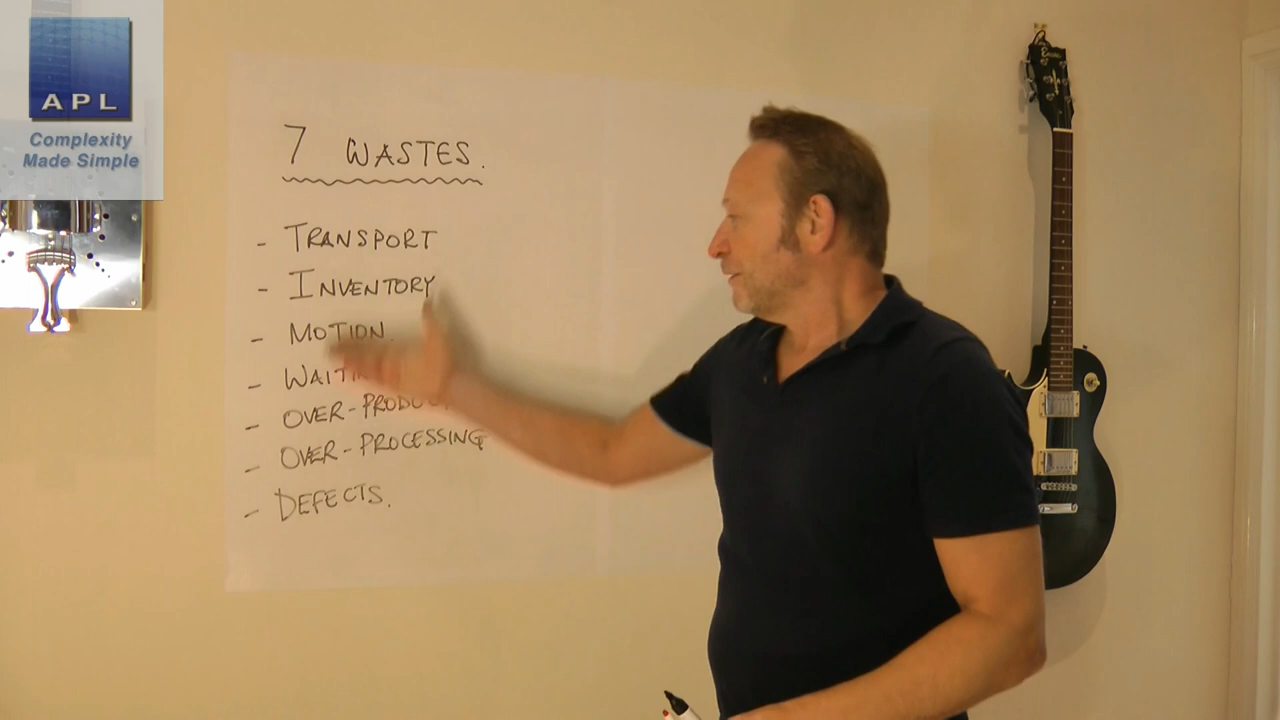 APL
Complexity
Made Simple
7 WASTES.
- TRANSPORT
- INVENTORY
- MOTION.
-
- OVER-
- OVER-PROCESSING
- DEFECTS.